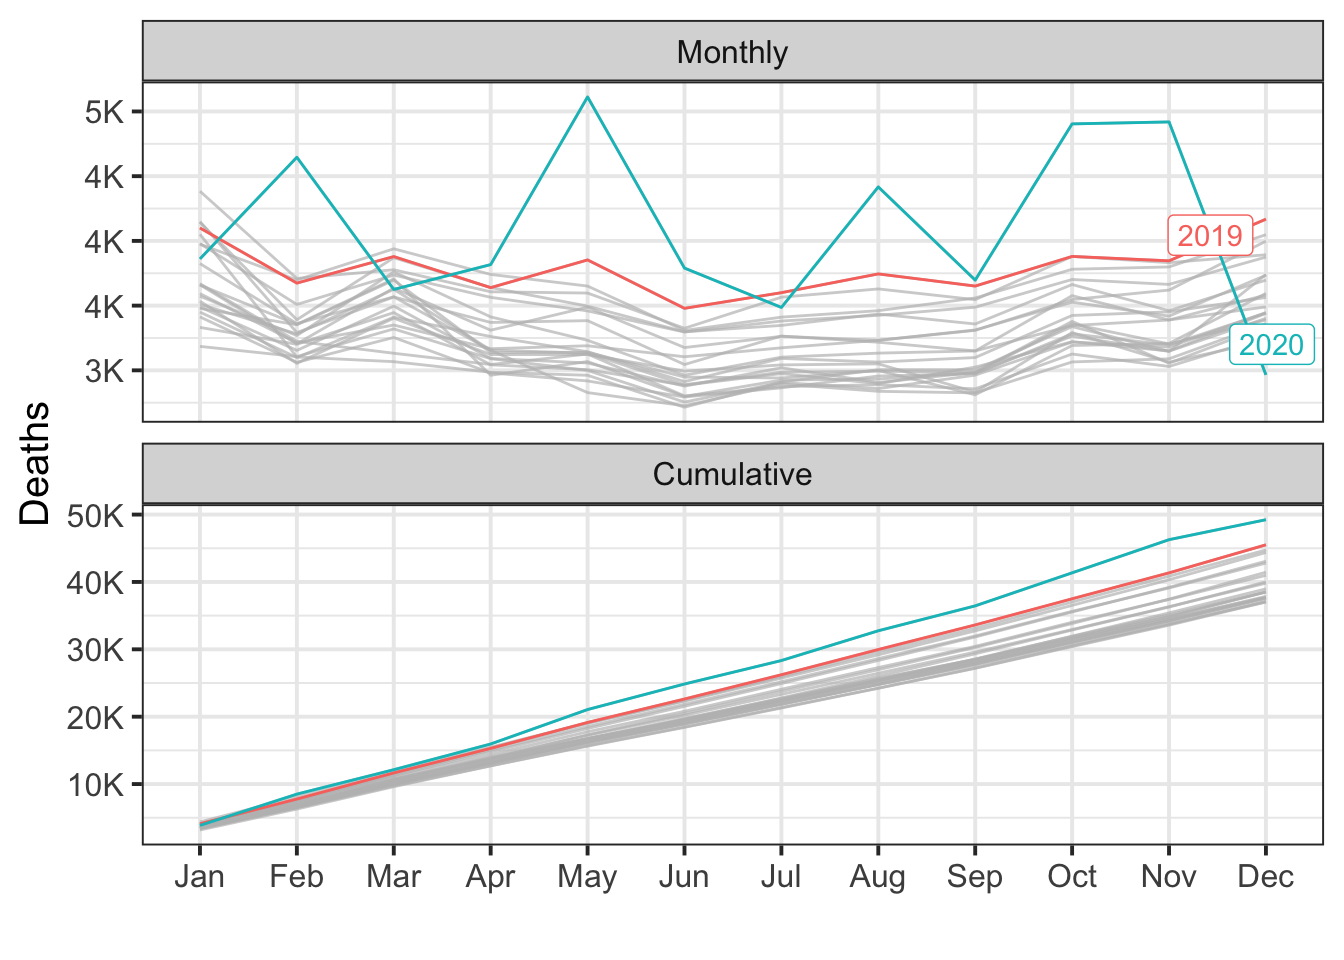 Monthly
5K
4K
4K
4K
3K
2019
2020
Deaths
Cumulative
50K
40K
30K
20K
10K
Jan Feb Mar Apr May Jun Jul Aug Sep Oct Nov Dec